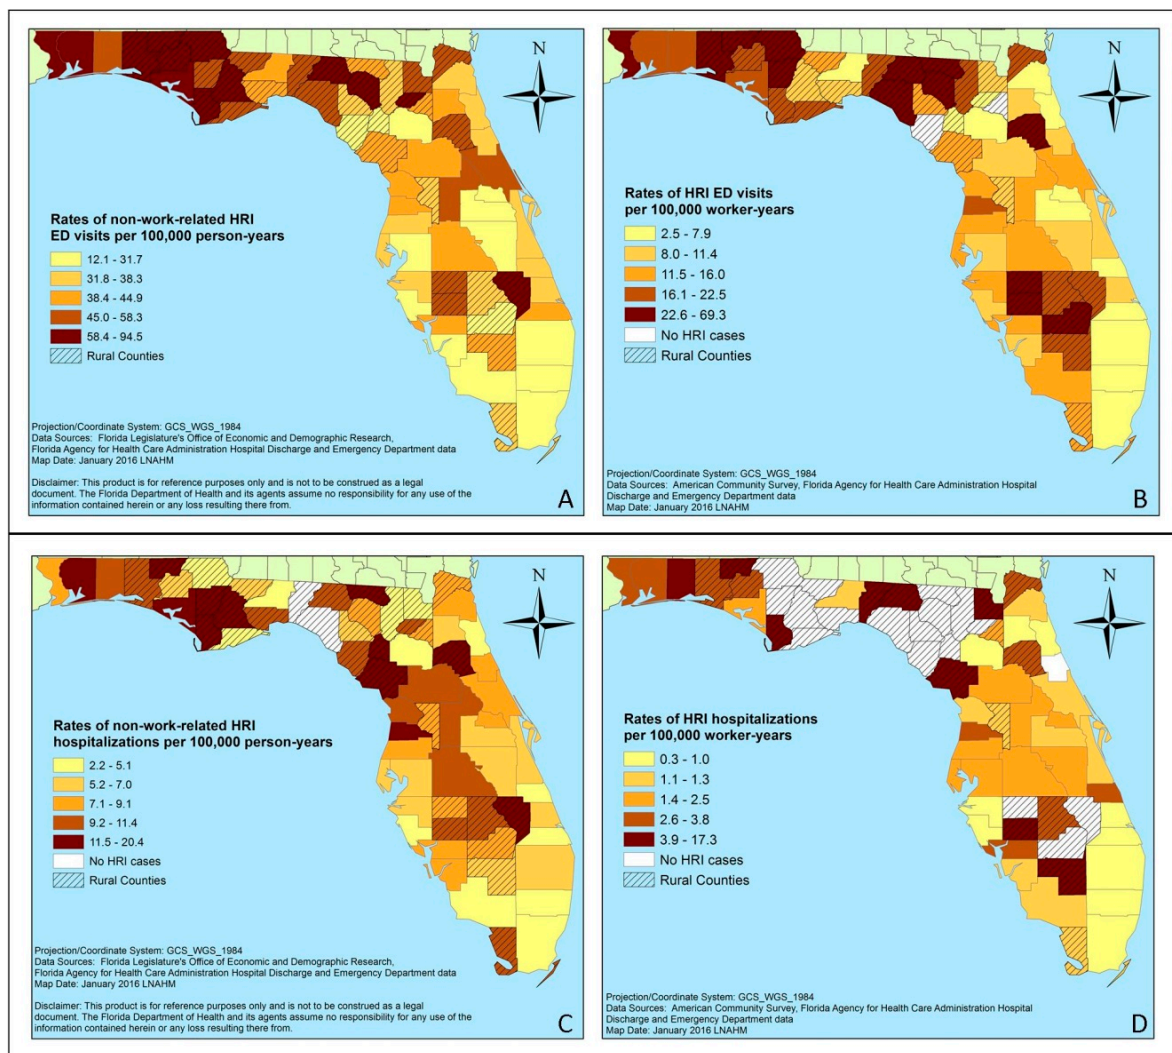 N
Rates of non-work-related HRI
ED visits per 100,000 person-years
12.1 - 31.7
31.8 - 38.3
38.4 - 44.9
45.0 - 58.3
58.4 - 94.5
Rural Counties
Projection/Coordinate System: GCS_WGS_1984
Data Sources: Florida Legislature's Office of Economic and Demographic Research,
Florida Agency for Health Care Administration Hospital Discharge and Emergency Department data
Map Date: January 2016 LNAHM
Disclaimer: This product is for reference purposes only and is not to be construed as a legal
document. The Florida Department of Health and its agents assume no responsibility for any use of the
information contained herein or any loss resulting there from.
A
N
Rates of HRI ED visits
per 100,000 worker-years
2.5 - 7.9
8.0 - 11.4
11.5 - 16.0
16.1 - 22.5
22.6 - 69.3
No HRI cases
Rural Counties
Projection/Coordinate System: GCS_WGS_1984
Data Sources: American Community Survey, Florida Agency for Health Care Administration Hospital
Discharge and Emergency Department data
Map Date: January 2016 LNAHM
B
N
Rates of non-work-related HRI
hospitalizations per 100,000 person-years
2.2 - 5.1
5.2 - 7.0
7.1 - 9.1
9.2 - 11.4
11.5 - 20.4
No HRI cases
Rural Counties
Projection/Coordinate System: GCS_WGS_1984
Data Sources: Florida Legislature's Office of Economic and Demographic Research,
Florida Agency for Health Care Administration Hospital Discharge and Emergency Department data
Map Date: January 2016 LNAHM
Disclaimer: This product is for reference purposes only and is not to be construed as a legal
document. The Florida Department of Health and its agents assume no responsibility for any use of the
information contained herein or any loss resulting there from.
C
N
Rates of HRI hospitalizations
per 100,000 worker-years
0.3 - 1.0
1.1 - 1.3
1.4 - 2.5
2.6 - 3.8
3.9 - 17.3
No HRI cases
Rural Counties
Projection/Coordinate System: GCS_WGS_1984
Data Sources: American Community Survey, Florida Agency for Health Care Administration Hospital
Discharge and Emergency Department data
Map Date: January 2016 LNAHM
D